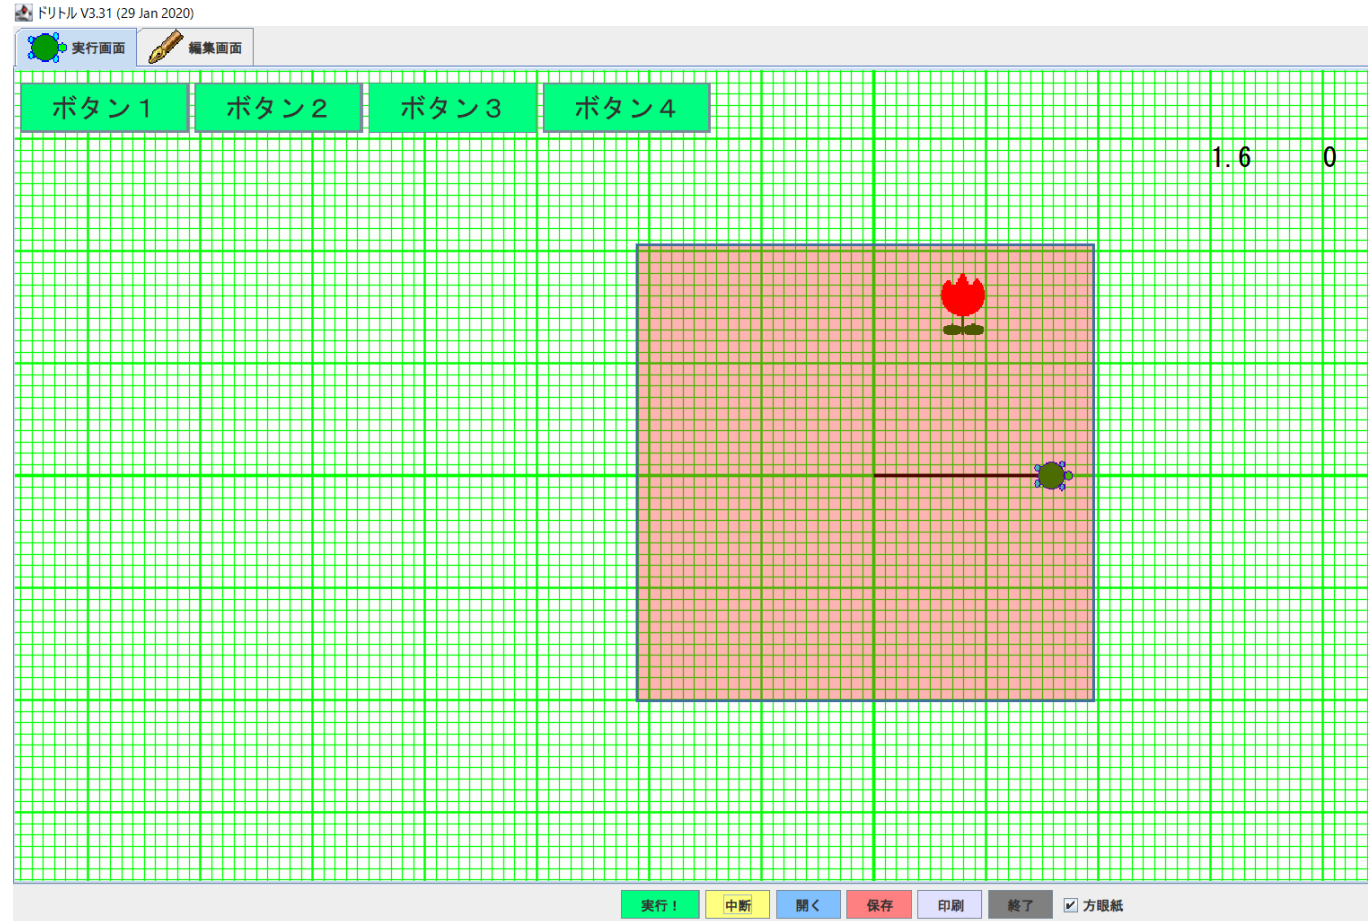 ドリトル V3.31 (29 Jan 2020)
実行画面 編集画面
ボタン１ ボタン２ ボタン３ ボタン４
1.6 0
実行！ 中断 開く 保存 印刷 終了 方眼紙